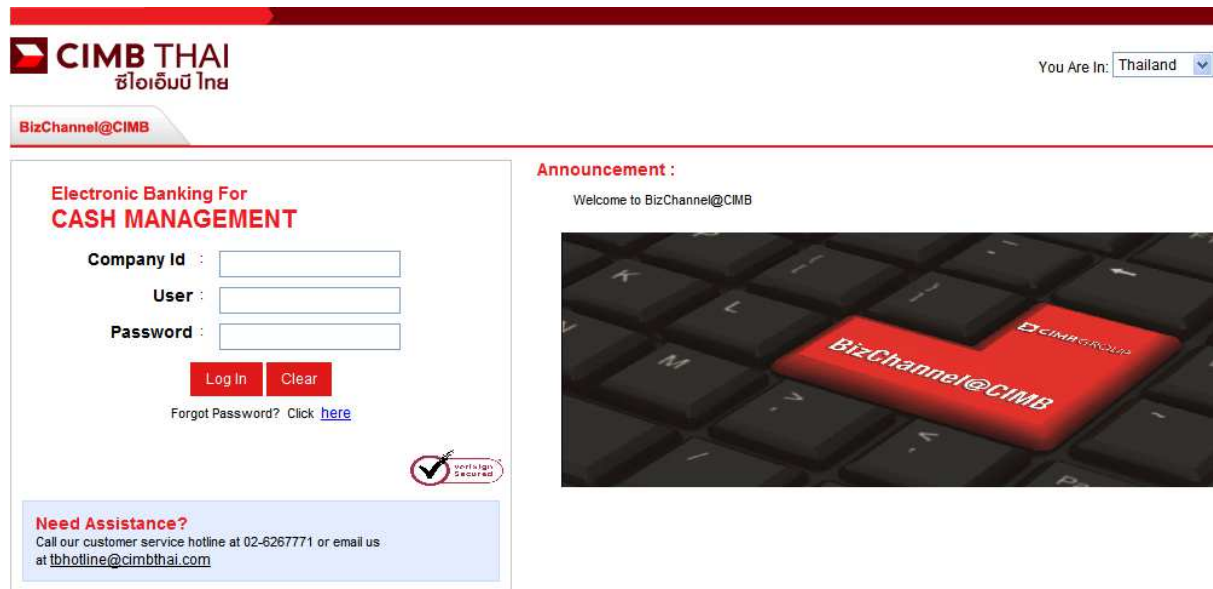 CIMB THAI
ซีไอเอ็มบี ไทย
You Are In: Thailand
BizChannel@CIMB
Electronic Banking For
CASH MANAGEMENT
Company Id :
User :
Password :
Log In Clear
Forgot Password? Click here
VeriSign
Secured
Need Assistance?
Call our customer service hotline at 02-6267771 or email us
at tbhotline@cimbthai.com
Announcement :
Welcome to BizChannel@CIMB
K
L
M
CIMB GROUP
BizChannel@CIMB